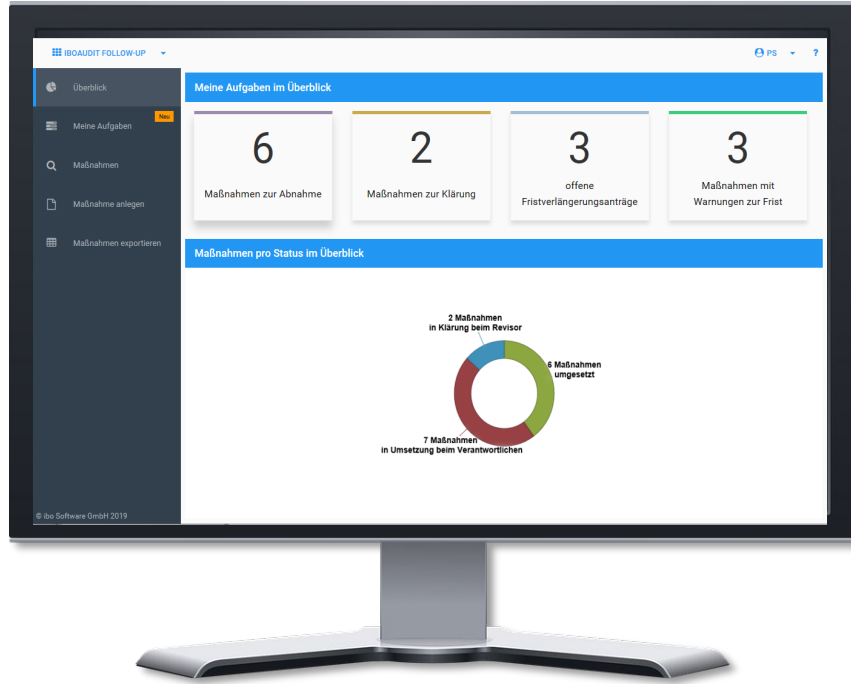 IBOAUDIT FOLLOW-UP
PS
?
Überblick
Meine Aufgaben
Neu
Maßnahmen
Maßnahme anlegen
Maßnahmen exportieren
© ibo Software GmbH 2019
Meine Aufgaben im Überblick
6
Maßnahmen zur Abnahme
2
Maßnahmen zur Klärung
3
offene
Fristverlängerungsanträge
3
Maßnahmen mit
Warnungen zur Frist
Maßnahmen pro Status im Überblick
2 Maßnahmen
in Klärung beim Revisor
6 Maßnahmen
umgesetzt
7 Maßnahmen
in Umsetzung beim Verantwortlichen